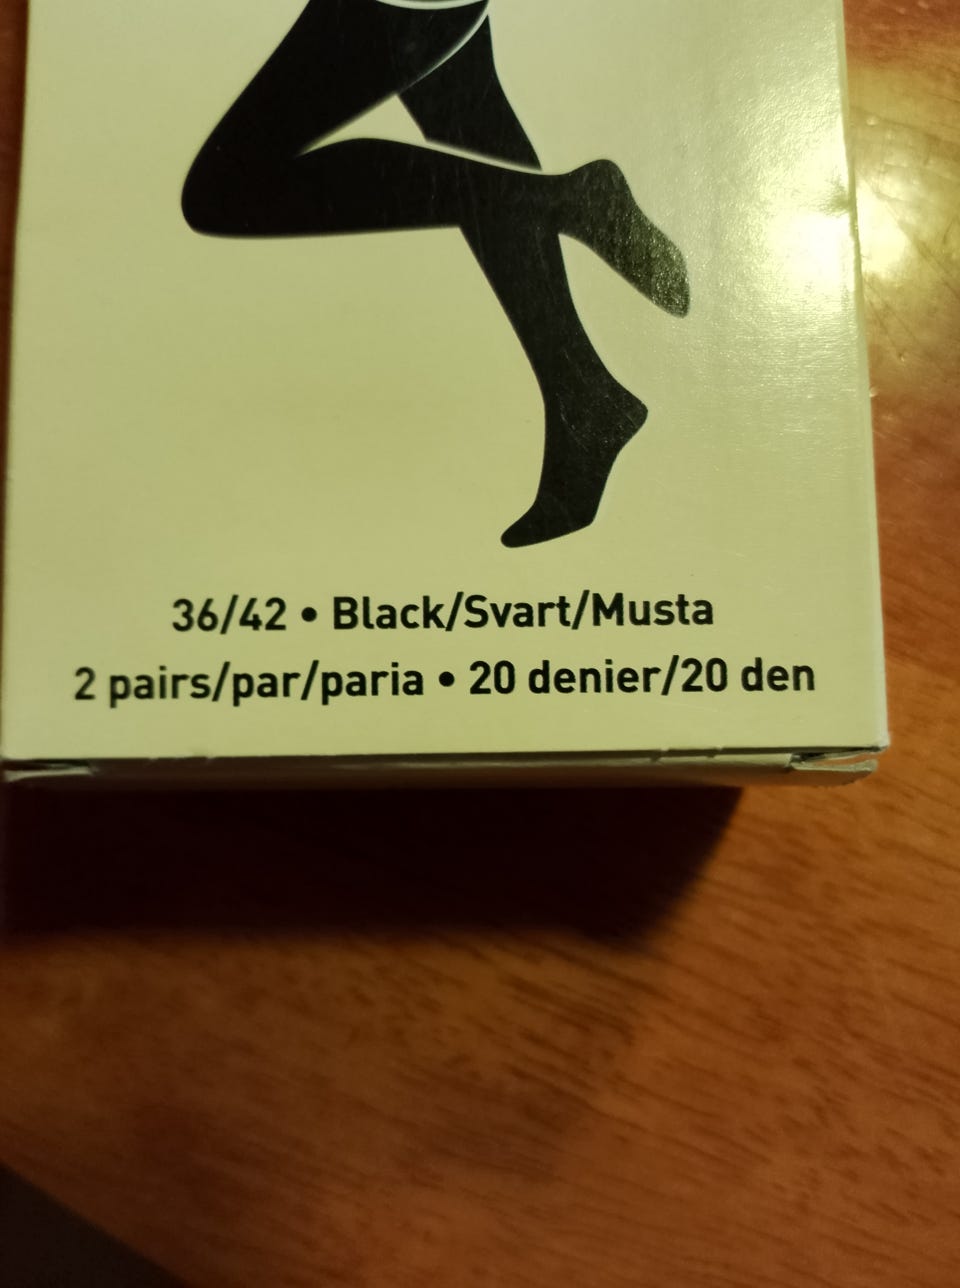 36/42 • Black/Svart/Musta
2 pairs/par/paria • 20 denier/20 den